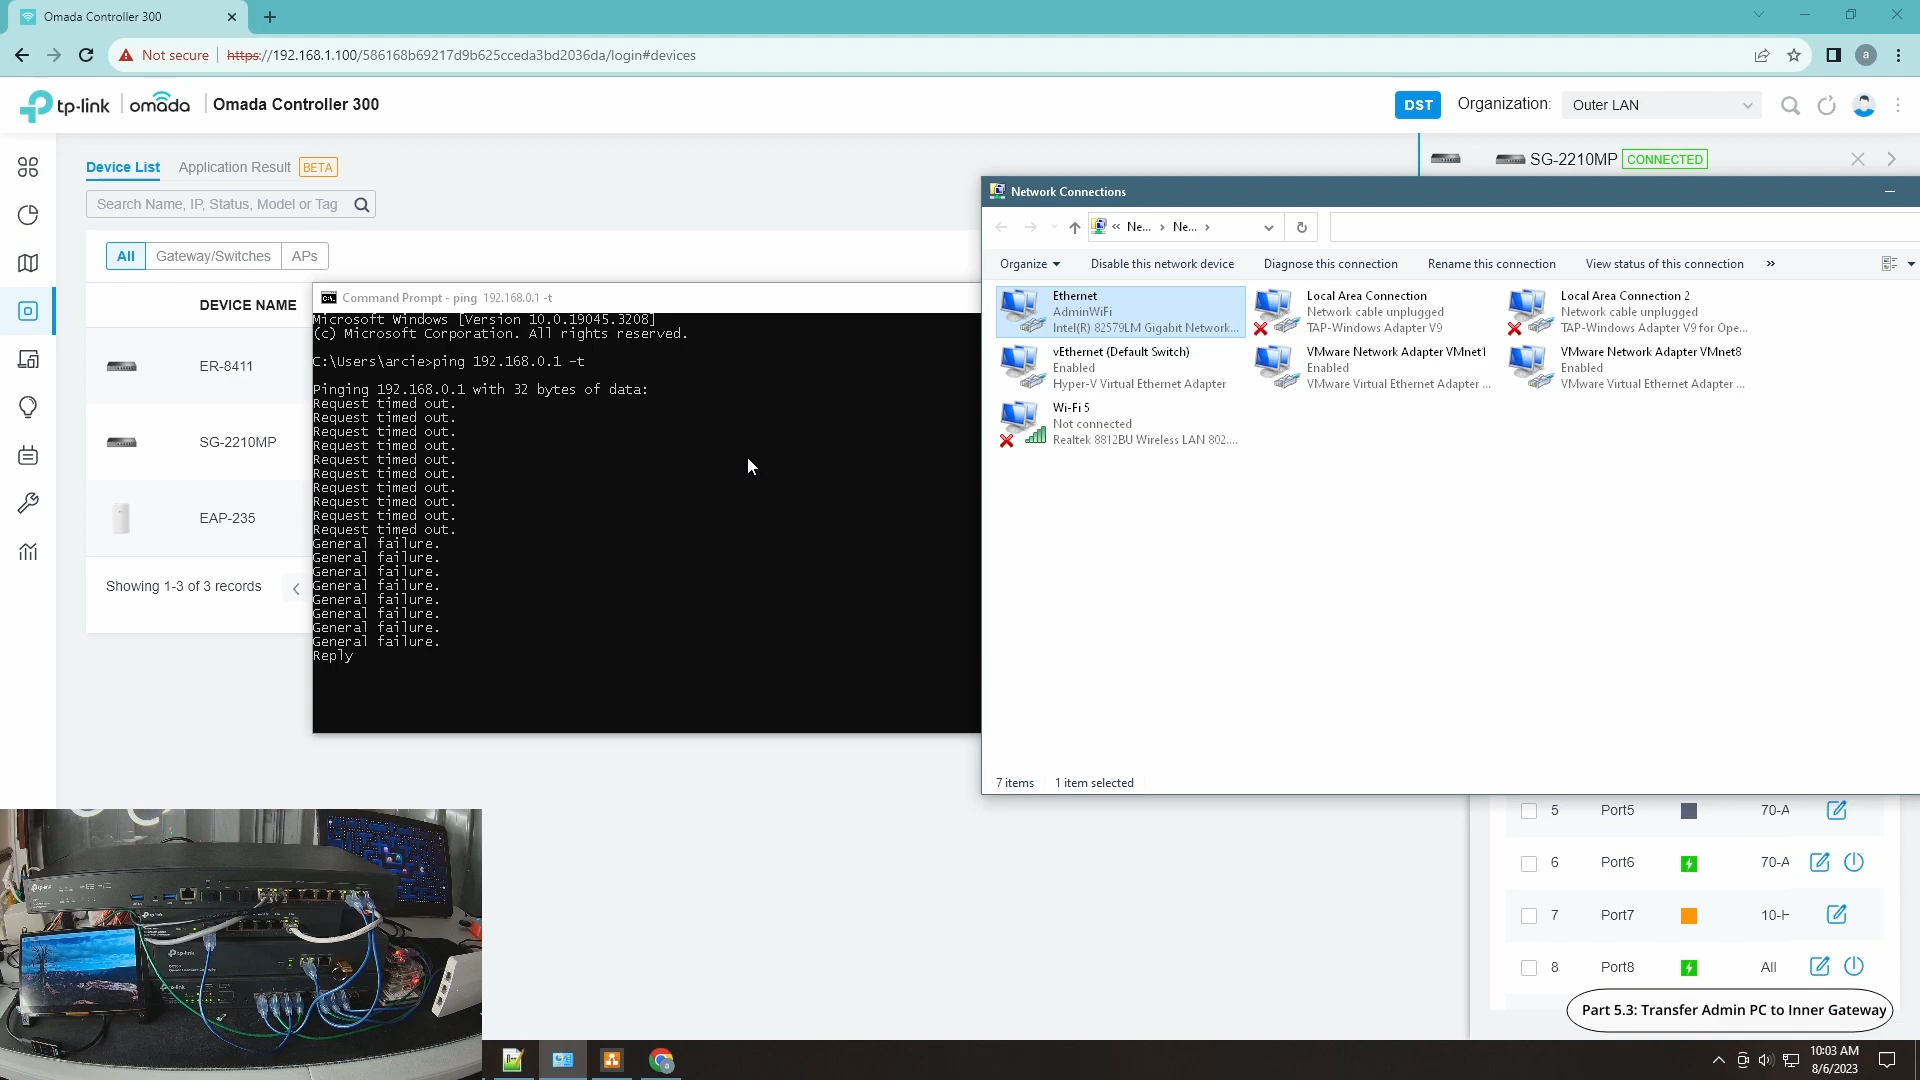 Omada Controller 300
Not secure
https://192.168.1.100/586168b69217d9b625cceda3bd2036da/login#devices
a
tp-link
omada
Omada Controller 300
DST
Organization:
Outer LAN
Device List
Application Result
BETA
SG-2210MP
CONNECTED
Search Name, IP, Status, Model or Tag
All
Gateway/Switches
APs
DEVICE NAME
ER-8411
SG-2210MP
EAP-235
Showing 1-3 of 3 records
Command Prompt - ping 192.168.0.1 -t
Microsoft Windows [Version 10.0.19045.3208]
(c) Microsoft Corporation. All rights reserved.
C:\Users\arcie>ping 192.168.0.1 -t
Pinging 192.168.0.1 with 32 bytes of data:
Request timed out.
Request timed out.
Request timed out.
Request timed out.
Request timed out.
Request timed out.
Request timed out.
Request timed out.
Request timed out.
Request timed out.
General failure.
General failure.
General failure.
General failure.
General failure.
General failure.
General failure.
General failure.
Reply
Network Connections
« Ne... › Ne... ›
Organize
Disable this network device
Diagnose this connection
Rename this connection
View status of this connection
»
Ethernet
AdminWiFi
Intel(R) 82579LM Gigabit Network...
Local Area Connection
Network cable unplugged
TAP-Windows Adapter V9
Local Area Connection 2
Network cable unplugged
TAP-Windows Adapter V9 for Ope...
vEthernet (Default Switch)
Enabled
Hyper-V Virtual Ethernet Adapter
VMware Network Adapter VMnet1
Enabled
VMware Virtual Ethernet Adapter ...
VMware Network Adapter VMnet8
Enabled
VMware Virtual Ethernet Adapter ...
Wi-Fi 5
Not connected
Realtek 8812BU Wireless LAN 802....
7 items
1 item selected
5 Port5 70-A
6 Port6 70-A
7 Port7
8 Port8 All
Part 5.3: Transfer Admin PC to Inner Gateway
tp-link
tp-link
tp-link
10:03 AM
8/6/2023